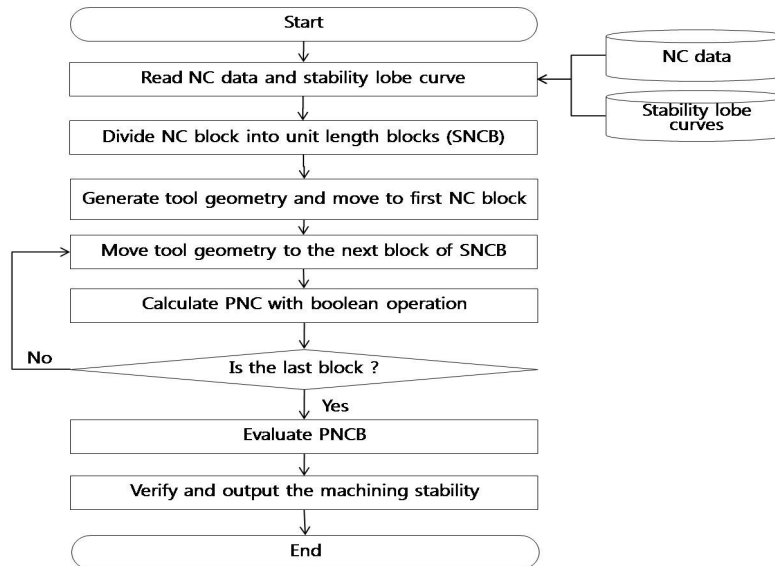 Start
Read NC data and stability lobe curve
NC data
Stability lobe
curves
Divide NC block into unit length blocks (SNCB)
Generate tool geometry and move to first NC block
Move tool geometry to the next block of SNCB
Calculate PNC with boolean operation
Is the last block ?
No
Yes
Evaluate PNCB
Verify and output the machining stability
End